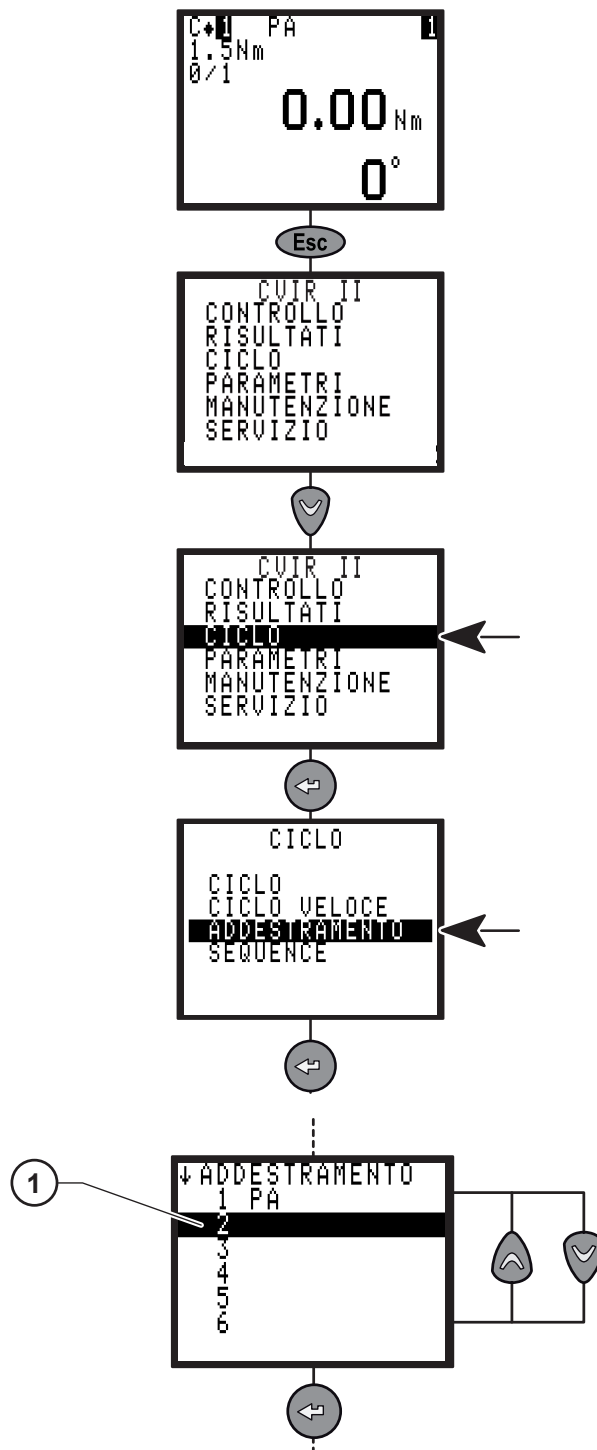 C♦1 PA 1
1.5Nm
0/1
0.00 Nm
0°
Esc
CVIR II
CONTROLLO
RISULTATI
CICLO
PARAMETRI
MANUTENZIONE
SERVIZIO
CVIR II
CONTROLLO
RISULTATI
CICLO
PARAMETRI
MANUTENZIONE
SERVIZIO
CICLO
CICLO
CICLO VELOCE
ADDESTRAMENTO
SEQUENCE
1
↓ADDESTRAMENTO
1 PA
2
3
4
5
6